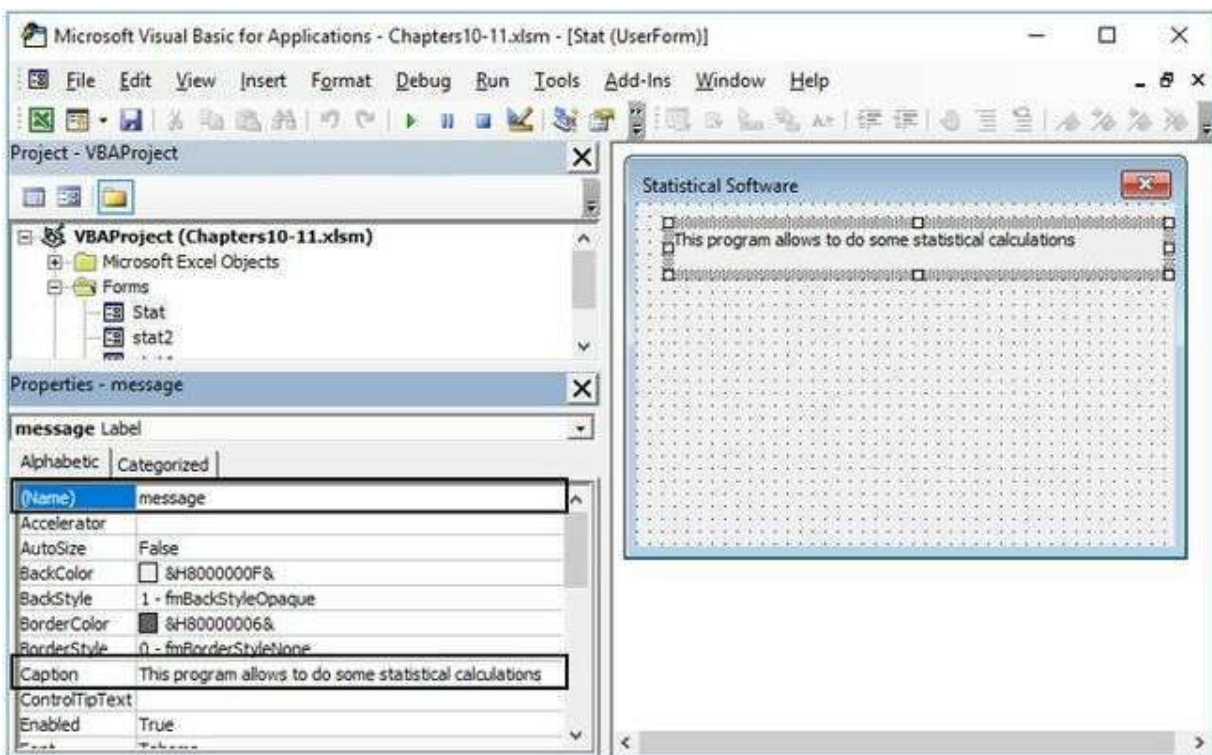 Microsoft Visual Basic for Applications - Chapters10-11.xlsm - [Stat (UserForm)]
File Edit View Insert Format Debug Run Tools Add-Ins Window Help
Project - VBAProject
VBAProject (Chapters10-11.xlsm)
Microsoft Excel Objects
Forms
Stat
stat2
Properties - message
message Label
Alphabetic Categorized
(Name) message
Accelerator
AutoSize False
BackColor &H8000000F&
BackStyle 1 - fmBackStyleOpaque
BorderColor &H80000006&
BorderStyle 0 - fmBorderStyleNone
Caption This program allows to do some statistical calculations
ControlTipText
Enabled True
Statistical Software
This program allows to do some statistical calculations